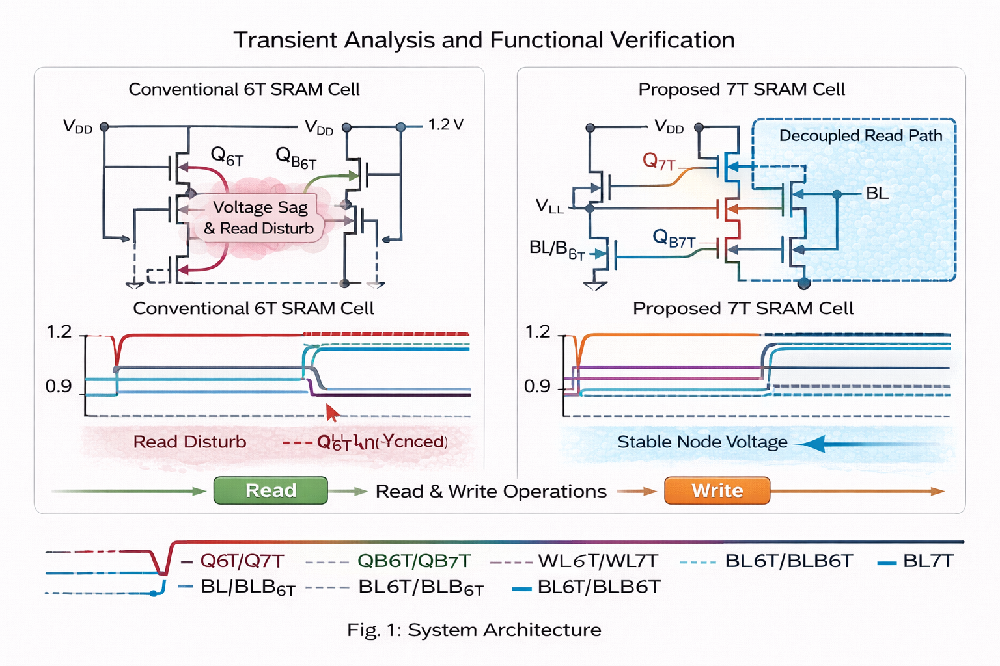 Transient Analysis and Functional Verification
Conventional 6T SRAM Cell
VDD
VDD
1.2 V
Q6T
QB6T
Voltage Sag
& Read Disturb
Proposed 7T SRAM Cell
VDD
Decoupled Read Path
Q7T
BL
VLL
QB7T
BL/B6T
Conventional 6T SRAM Cell
1.2
0.9
Read Disturb
Proposed 7T SRAM Cell
1.2
0.9
Stable Node Voltage
Read
Read & Write Operations
Write
Q6T/Q7T
QB6T/QB7T
WL6T/WL7T
BL6T/BLB6T
BL7T
BL/BLB6T
BL6T/BLB6T
BL6T/BLB6T
Fig. 1: System Architecture